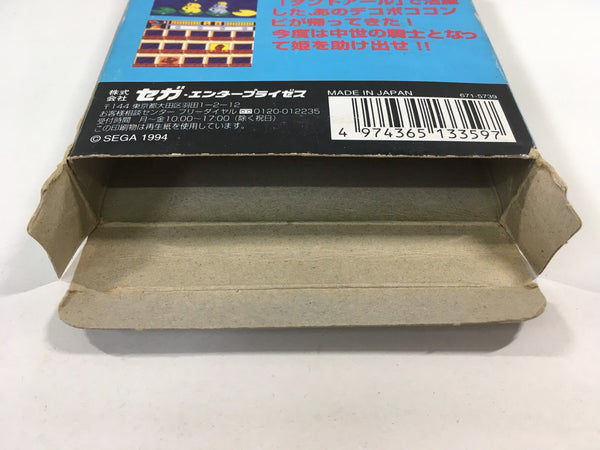 「タントアール」で活躍
した、あのデコボココン
ビが帰ってきた!
今度は中世の騎士となっ
て姫を助け出せ!!
株式会社 セガ・エンタープライゼス
〒144 東京都大田区羽田1-2-12
お客様相談センター フリーダイヤル 0120-012235
受付時間 月~金10:00~17:00(除く祝日)
この印刷物は再生紙を使用しています。
© SEGA 1994
MADE IN JAPAN
671-5739
4 974365 133597